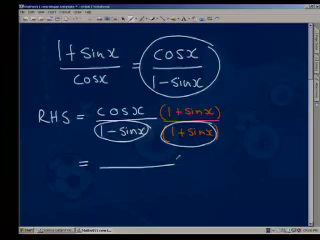 1+sinx / cosx = cosx / 1−sinx
RHS = cosx / (1−sinx) (1+sinx) / (1+sinx)
=